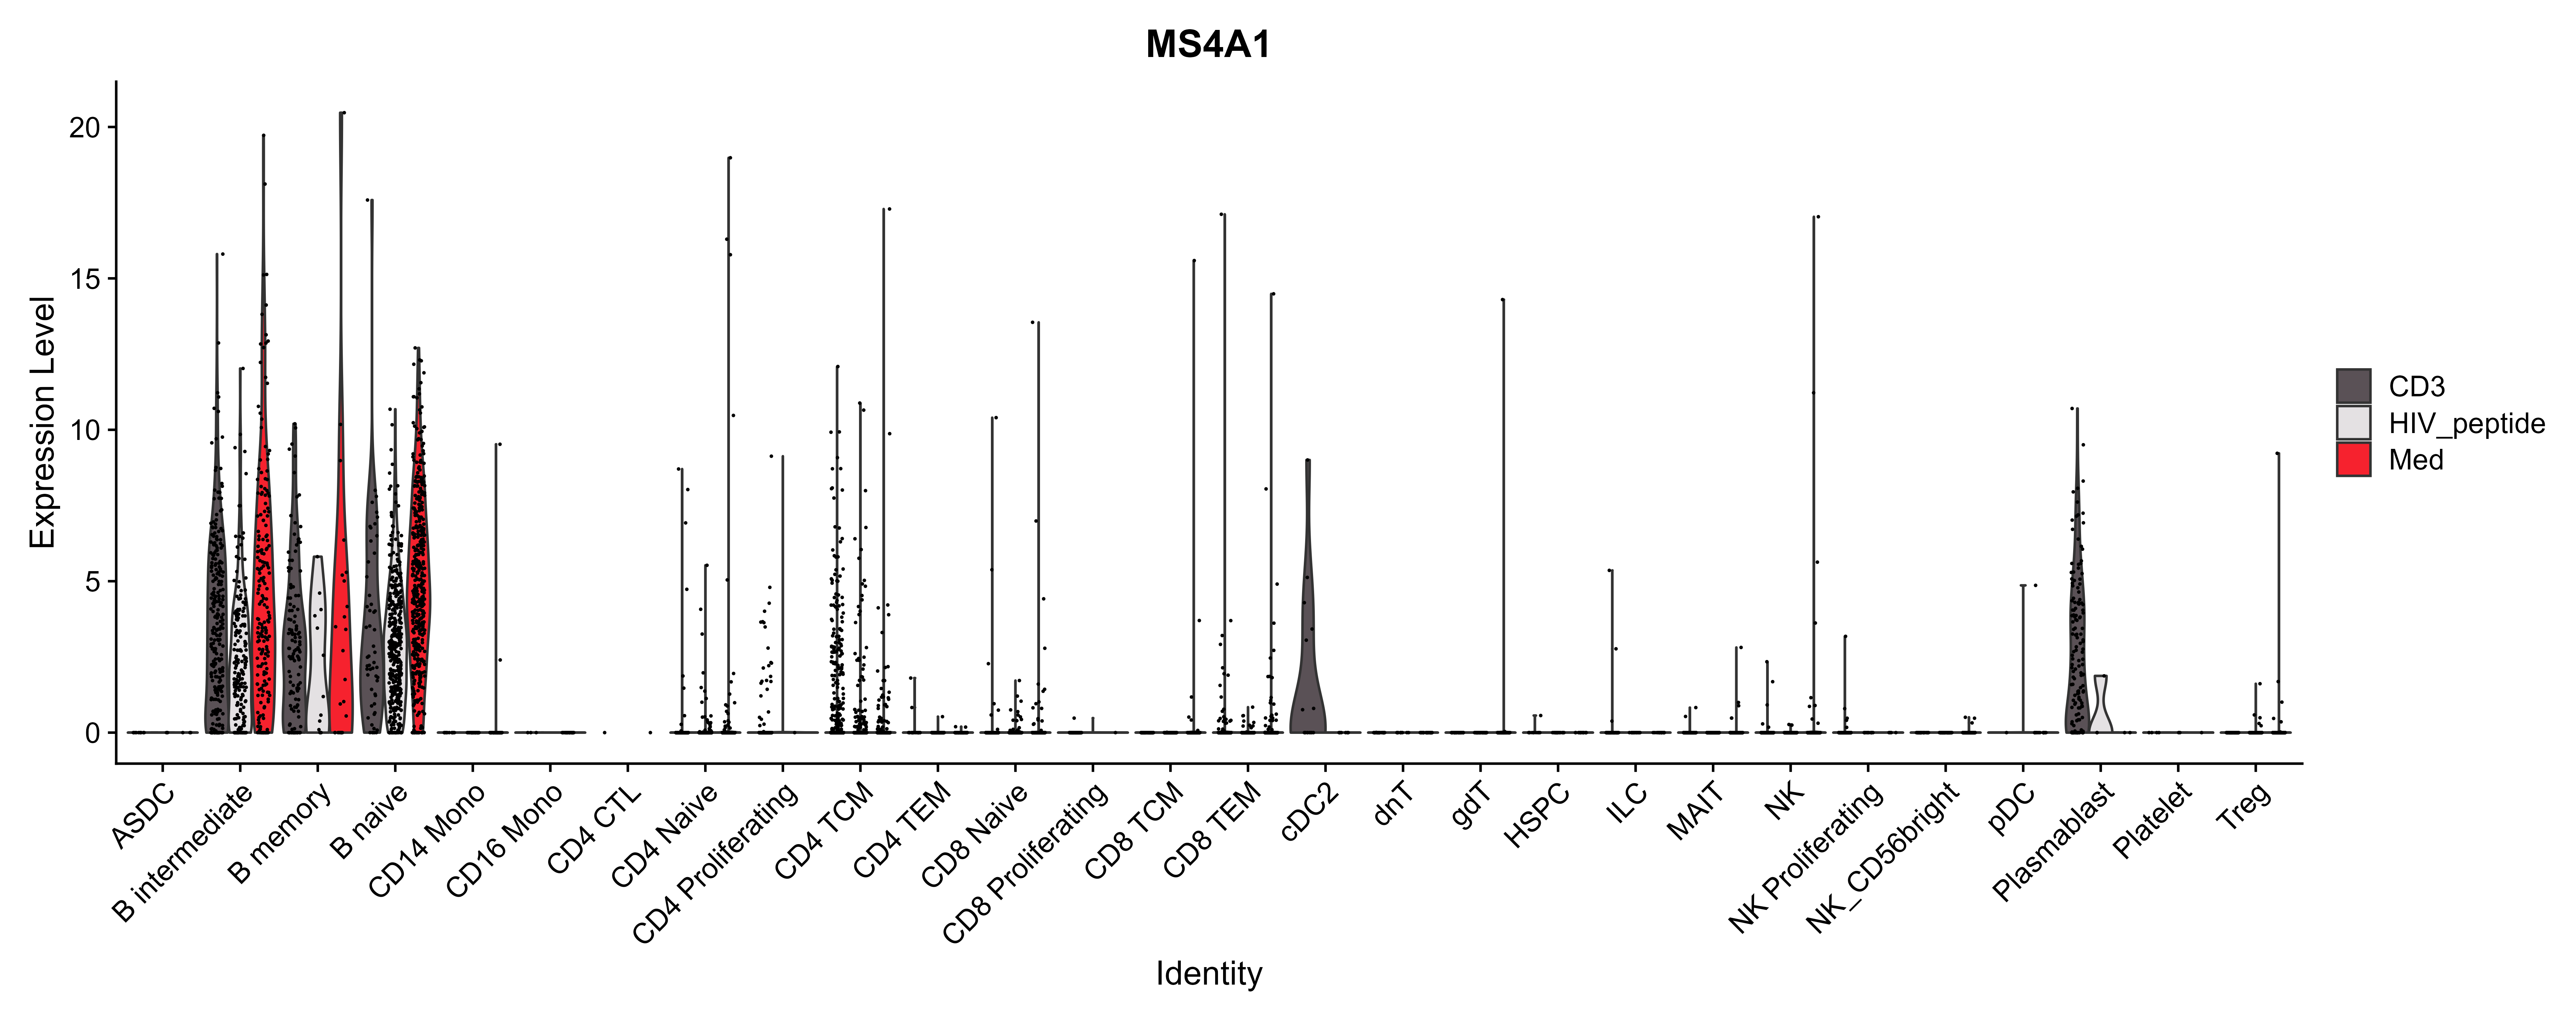 MS4A1
Expression Level
20
15
10
5
0
CD3
HIV_peptide
Med
ASDC
B intermediate
B memory
B naive
CD14 Mono
CD16 Mono
CD4 CTL
CD4 Naive
CD4 Proliferating
CD4 TCM
CD4 TEM
CD8 Naive
CD8 Proliferating
CD8 TCM
CD8 TEM
cDC2
dnT
gdT
HSPC
ILC
MAIT
NK
NK Proliferating
NK_CD56bright
pDC
Plasmablast
Platelet
Treg
Identity